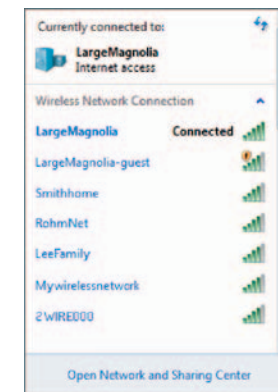 Currently connected to:
LargeMagnolia
Internet access
Wireless Network Connection
LargeMagnolia Connected
LargeMagnolia-guest
Smithhome
RohmNet
LeeFamily
Mywirelessnetwork
2WIRE000
Open Network and Sharing Center